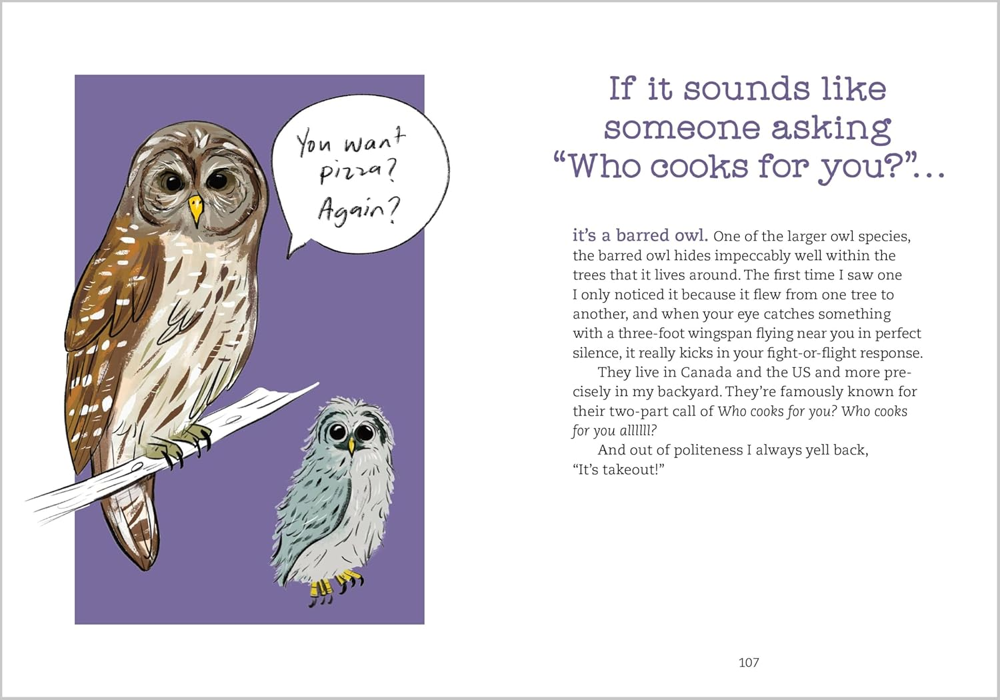 You want
pizza?
Again?
If it sounds like
someone asking
“Who cooks for you?”...
it’s a barred owl. One of the larger owl species,
the barred owl hides impeccably well within the
trees that it lives around. The first time I saw one
I only noticed it because it flew from one tree to
another, and when your eye catches something
with a three-foot wingspan flying near you in perfect
silence, it really kicks in your fight-or-flight response.
They live in Canada and the US and more pre-
cisely in my backyard. They’re famously known for
their two-part call of Who cooks for you? Who cooks
for you allllll?
And out of politeness I always yell back,
“It’s takeout!”
107